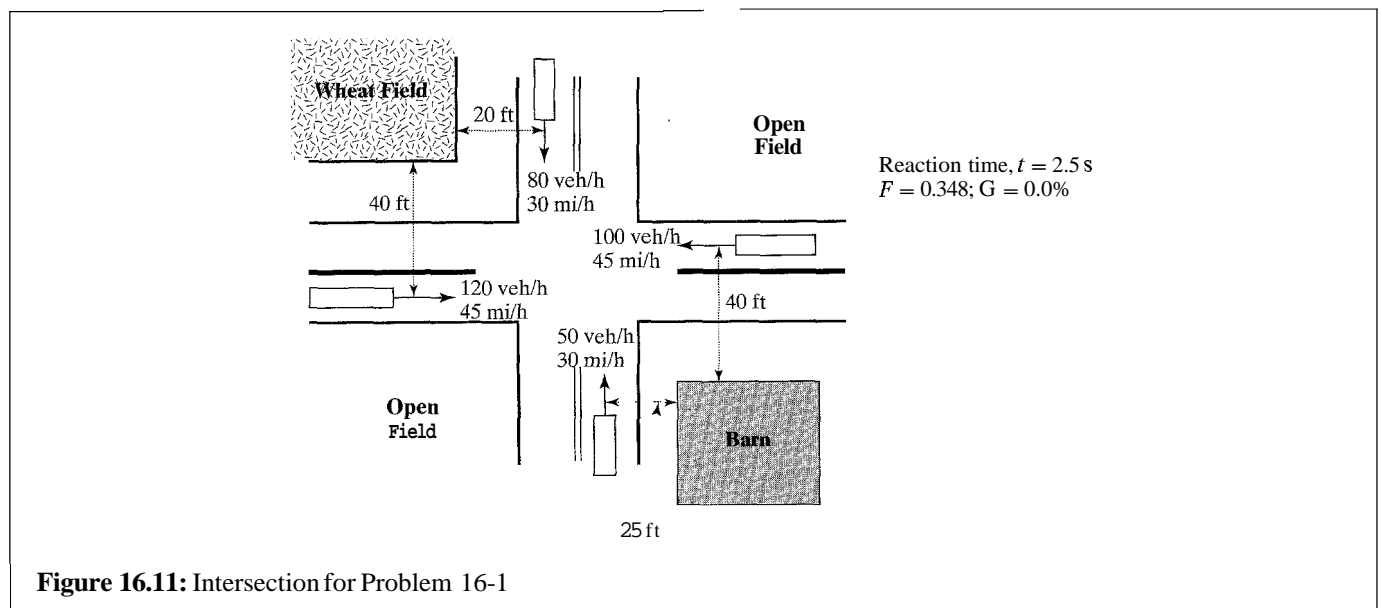 Wheat Field
20 ft
Open
Field
80 veh/h
30 mi/h
Reaction time, t = 2.5 s
F = 0.348; G = 0.0%
40 ft
100 veh/h
45 mi/h
120 veh/h
45 mi/h
40 ft
50 veh/h
30 mi/h
Open
Field
Barn
25 ft
Figure 16.11: Intersection for Problem 16-1